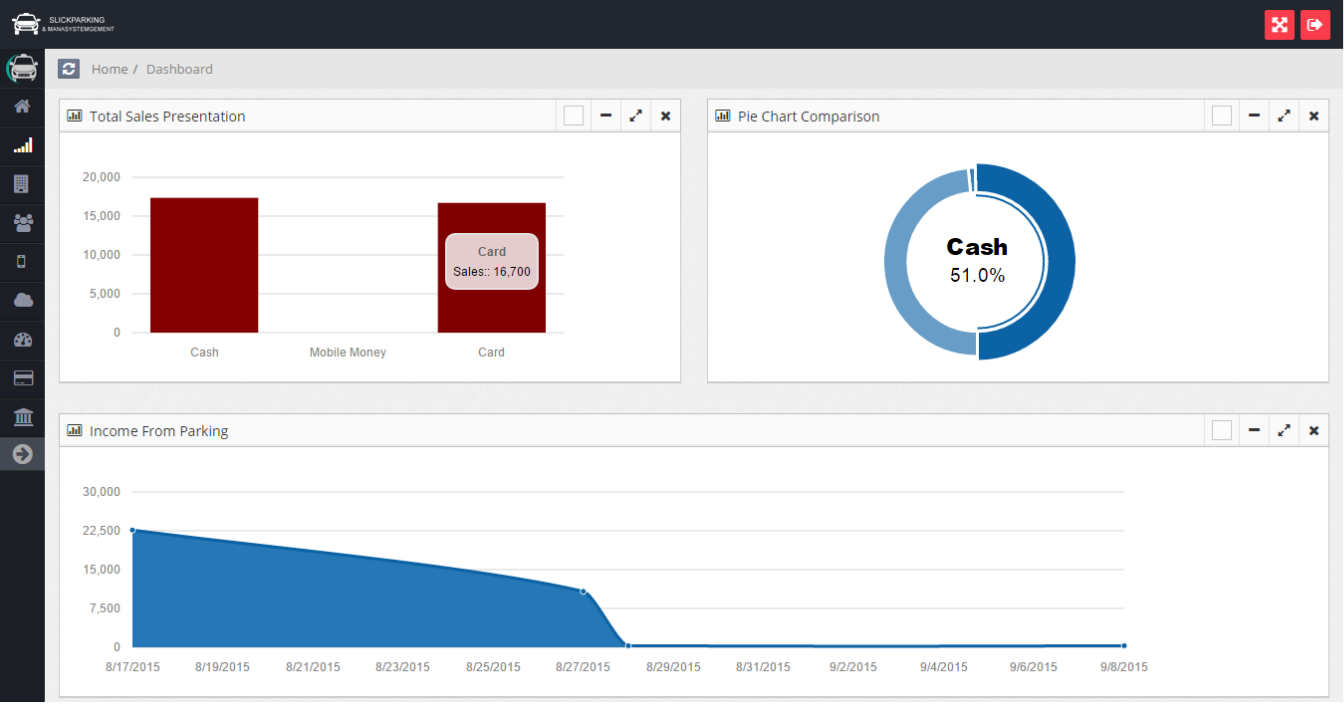 SLICKPARKING
& MANASYSTEMGEMENT
Home / Dashboard
Total Sales Presentation
20,000
15,000
10,000
5,000
0
Card
Sales:: 16,700
Cash Mobile Money Card
Pie Chart Comparison
Cash
51.0%
Income From Parking
30,000
22,500
15,000
7,500
0
8/17/2015 8/19/2015 8/21/2015 8/23/2015 8/25/2015 8/27/2015 8/29/2015 8/31/2015 9/2/2015 9/4/2015 9/6/2015 9/8/2015